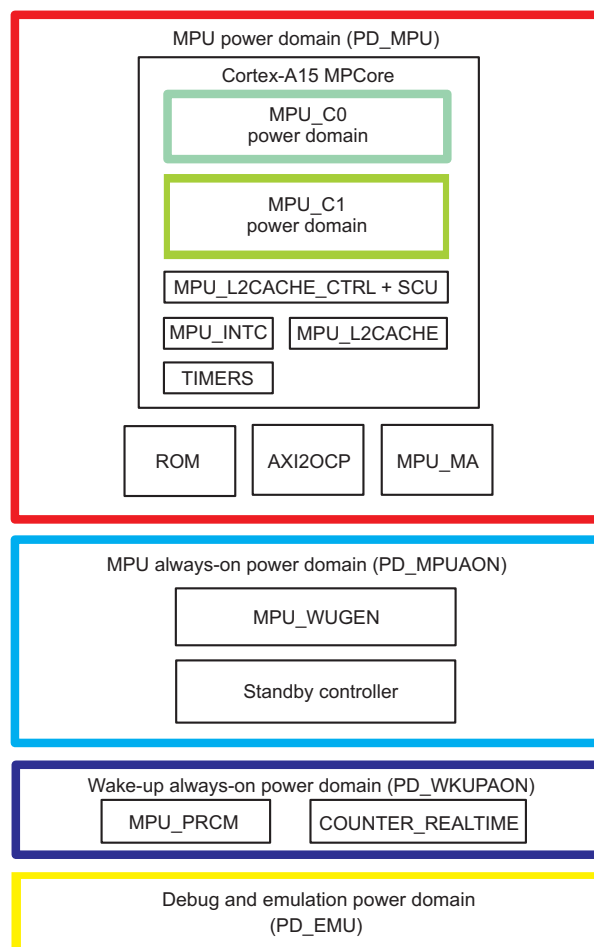 MPU power domain (PD_MPU)
Cortex-A15 MPCore
MPU_C0
power domain
MPU_C1
power domain
MPU_L2CACHE_CTRL + SCU
MPU_INTC
MPU_L2CACHE
TIMERS
ROM
AXI2OCP
MPU_MA
MPU always-on power domain (PD_MPUAON)
MPU_WUGEN
Standby controller
Wake-up always-on power domain (PD_WKUPAON)
MPU_PRCM
COUNTER_REALTIME
Debug and emulation power domain
(PD_EMU)